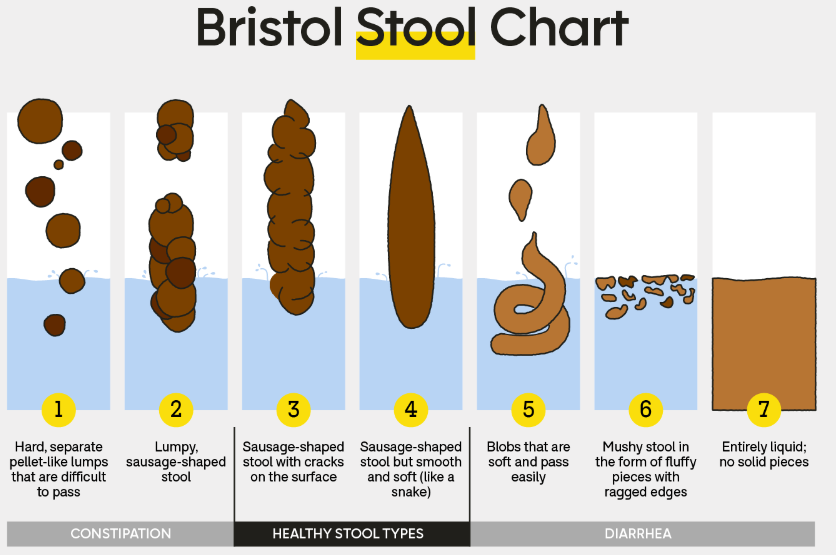 Bristol Stool Chart
1
2
3
4
5
6
7
Hard, separate
pellet-like lumps
that are difficult
to pass
Lumpy,
sausage-shaped
stool
Sausage-shaped
stool with cracks
on the surface
Sausage-shaped
stool but smooth
and soft (like a
snake)
Blobs that are
soft and pass
easily
Mushy stool in
the form of fluffy
pieces with
ragged edges
Entirely liquid;
no solid pieces
CONSTIPATION
HEALTHY STOOL TYPES
DIARRHEA